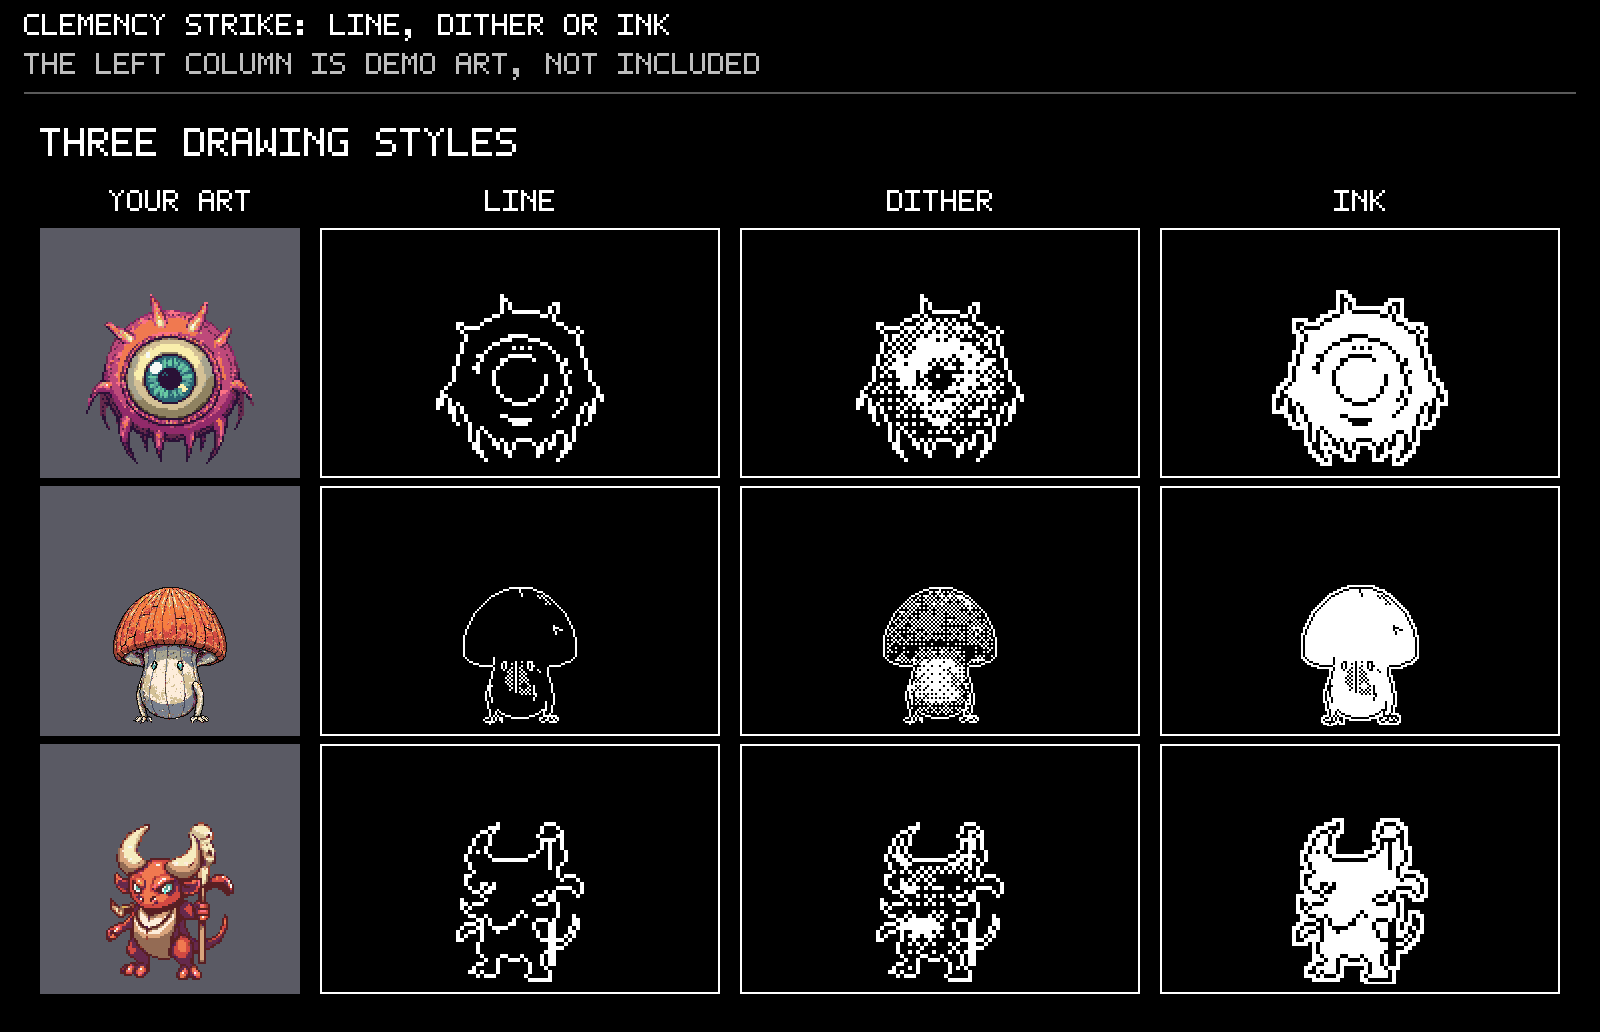 CLEMENCY STRIKE: LINE, DITHER OR INK
THE LEFT COLUMN IS DEMO ART, NOT INCLUDED
THREE DRAWING STYLES
YOUR ART
LINE
DITHER
INK